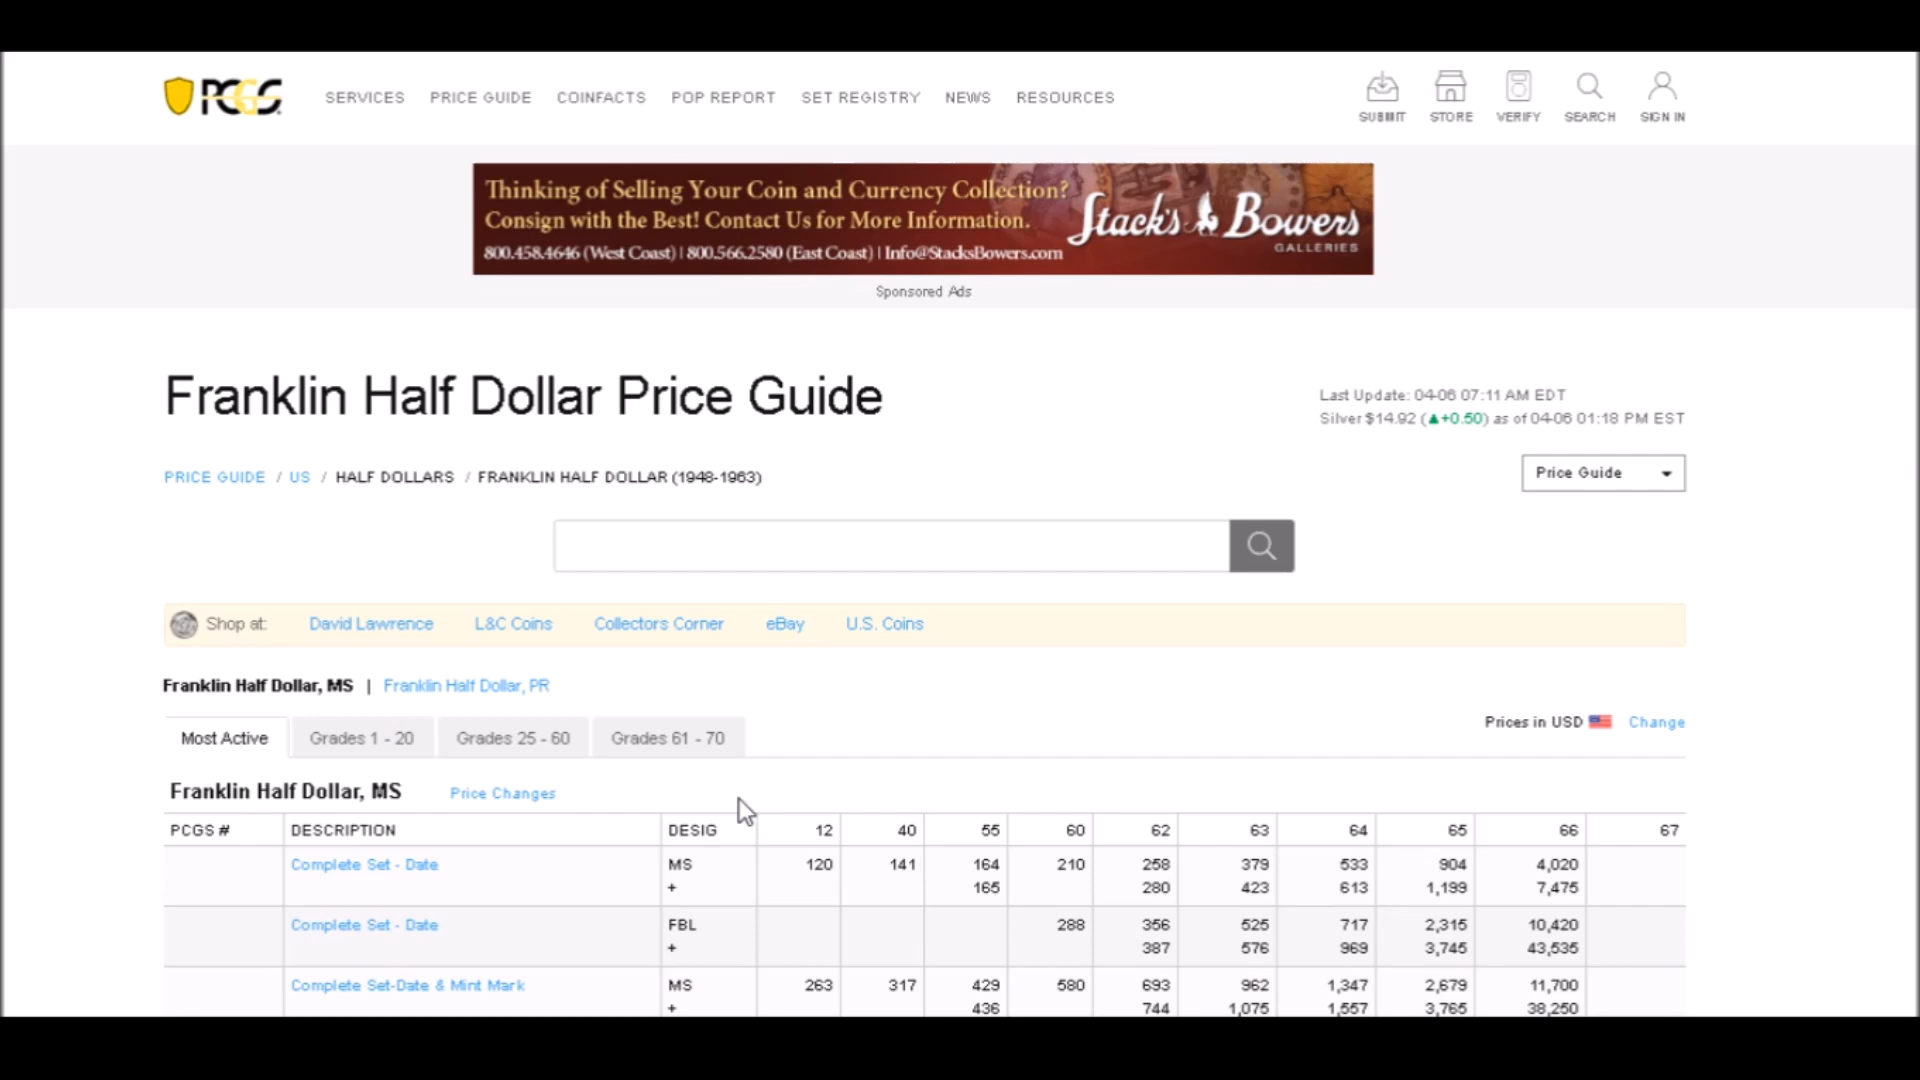 PCGS SERVICES PRICE GUIDE COINFACTS POP REPORT SET REGISTRY NEWS RESOURCES
SUBMIT STORE VERIFY SEARCH SIGN IN
Thinking of Selling Your Coin and Currency Collection?
Consign with the Best! Contact Us for More Information.
800.458.4646 (West Coast) | 800.566.2580 (East Coast) | Info@StacksBowers.com
Stack's Bowers
GALLERIES
Sponsored Ads
Franklin Half Dollar Price Guide
Last Update: 04-06 07:11 AM EDT
Silver $14.92 (▲+0.50) as of 04-06 01:18 PM EST
PRICE GUIDE / US / HALF DOLLARS / FRANKLIN HALF DOLLAR (1948-1963)
Price Guide
Shop at: David Lawrence L&C Coins Collectors Corner eBay U.S. Coins
Franklin Half Dollar, MS | Franklin Half Dollar, PR
Prices in USD Change
Most Active Grades 1 - 20 Grades 25 - 60 Grades 61 - 70
Franklin Half Dollar, MS Price Changes
PCGS # DESCRIPTION DESIG 12 40 55 60 62 63 64 65 66 67
Complete Set - Date MS 120 141 164 210 258 379 533 904 4,020
+ 165 280 423 613 1,199 7,475
Complete Set - Date FBL 288 356 525 717 2,315 10,420
+ 387 576 969 3,745 43,535
Complete Set-Date & Mint Mark MS 263 317 429 580 693 962 1,347 2,679 11,700
+ 436 744 1,075 1,557 3,765 38,250